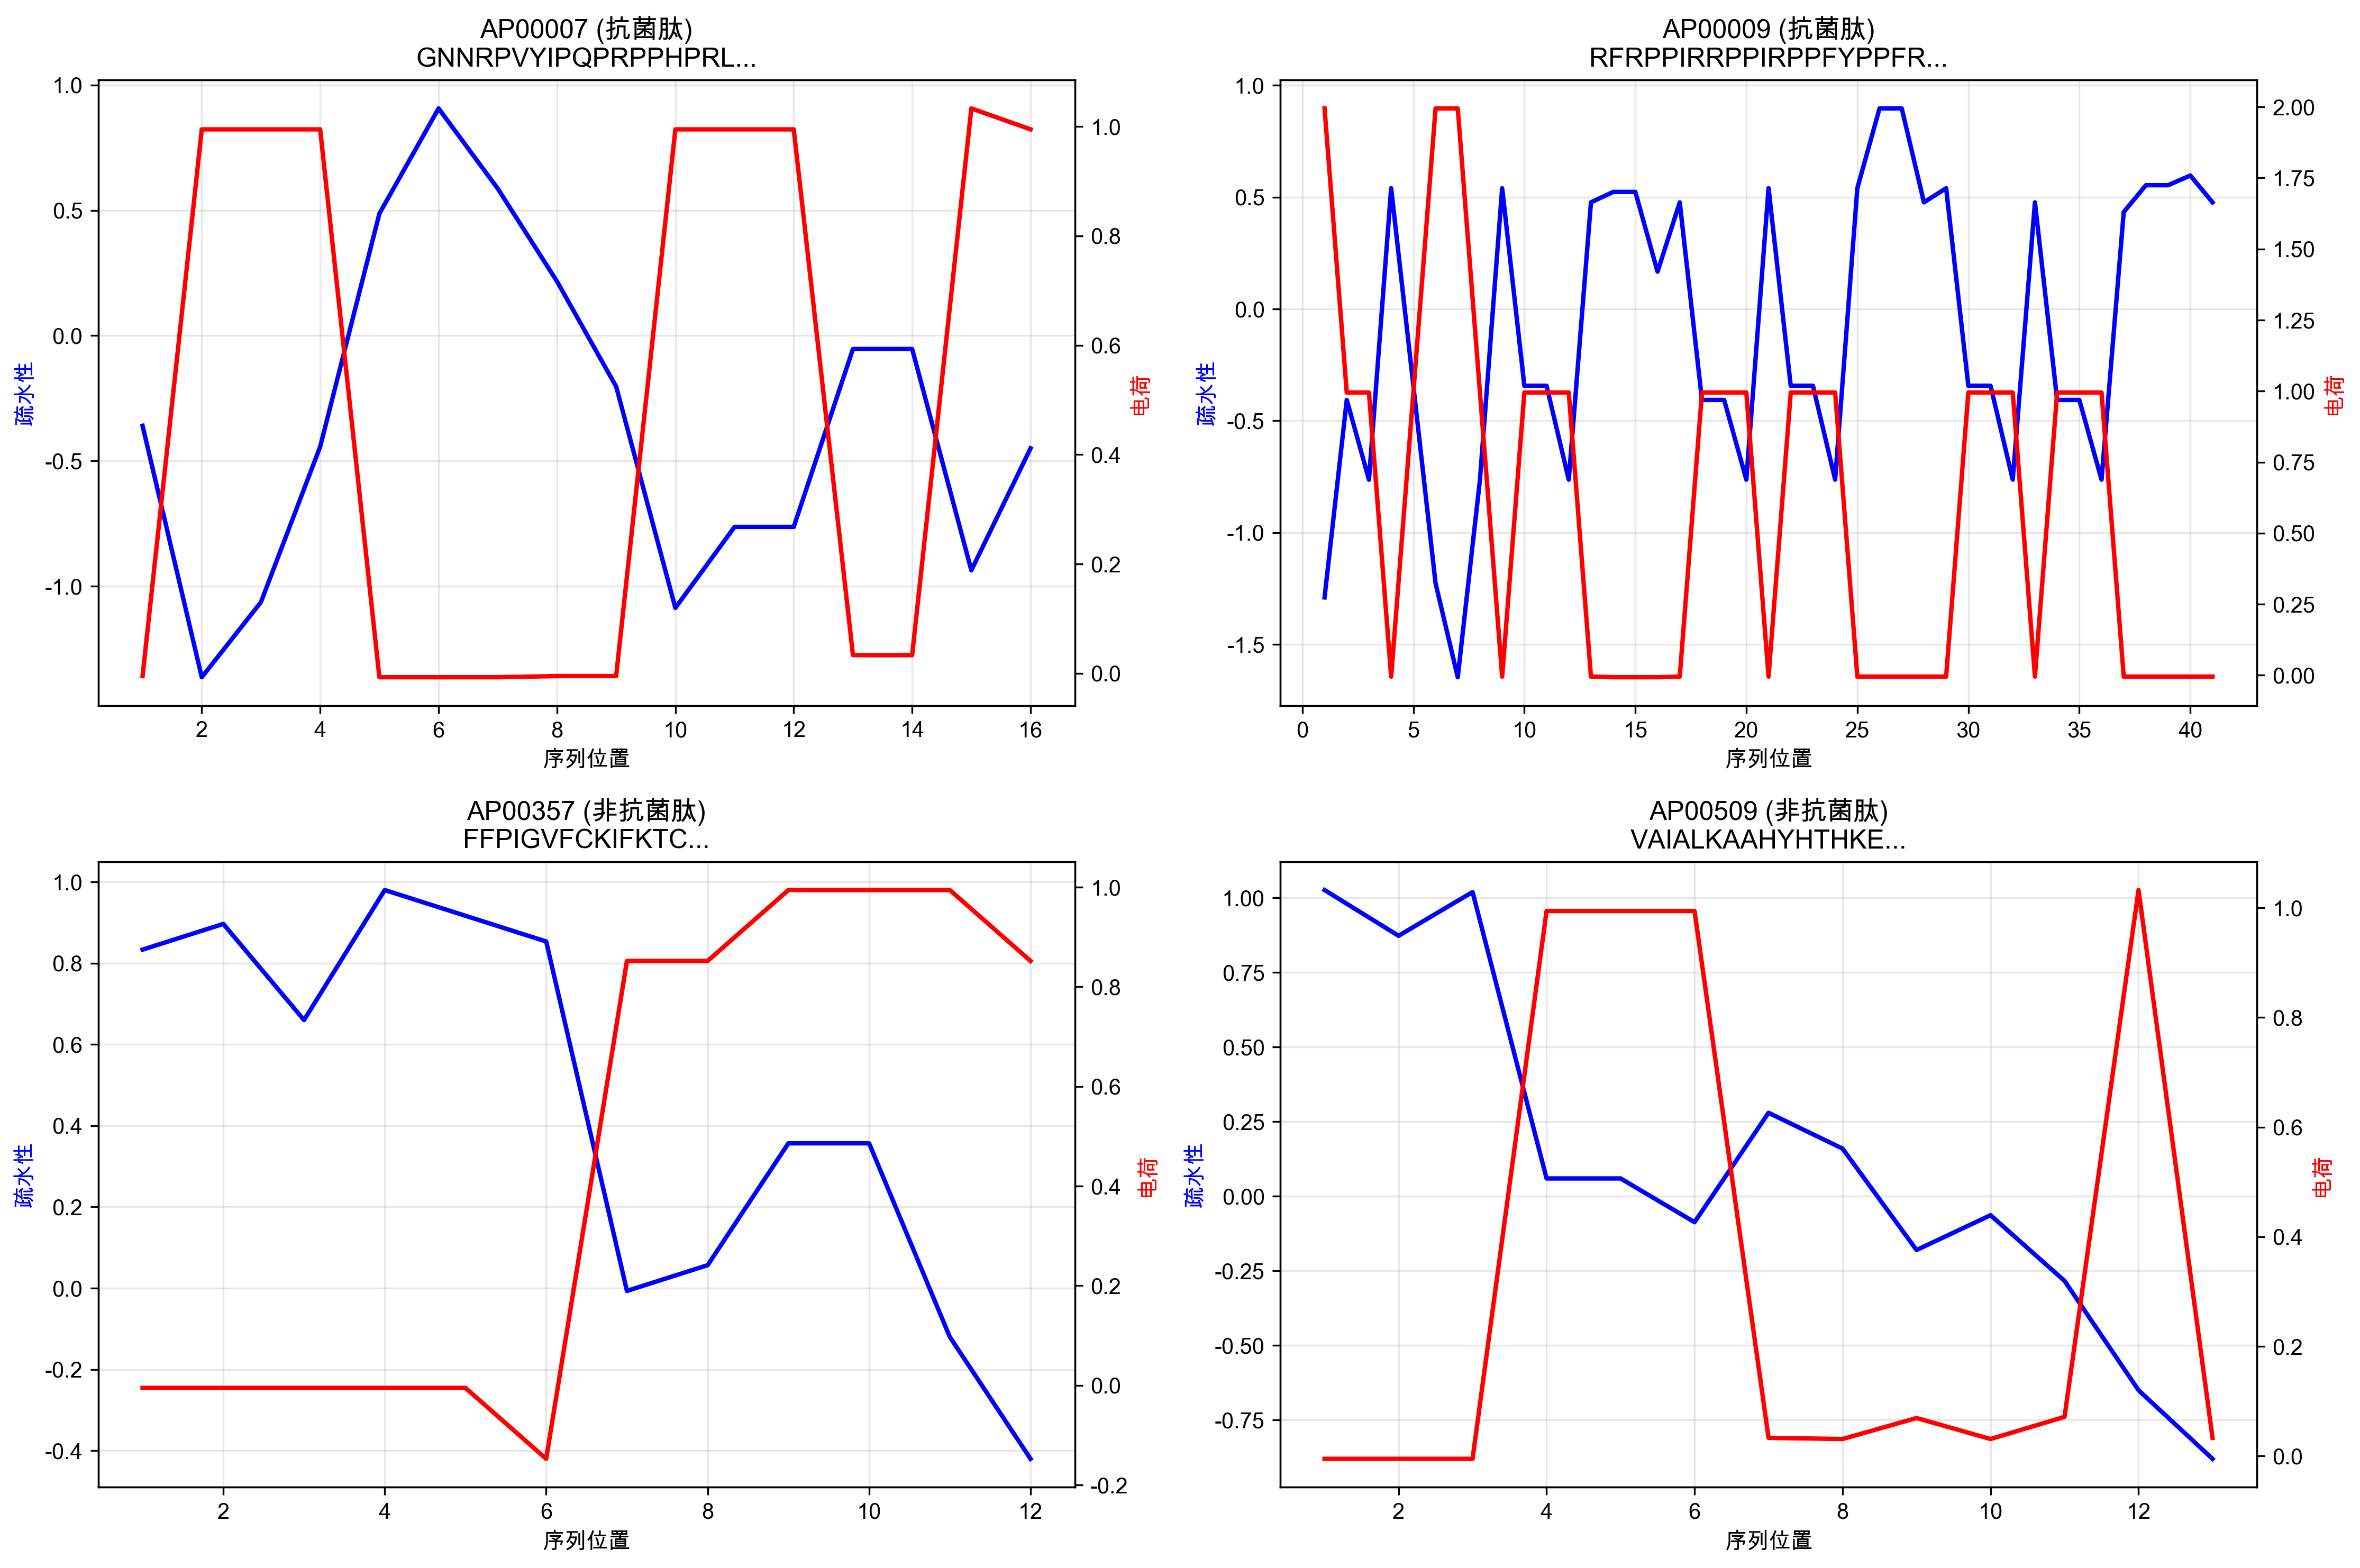 AP00007 (抗菌肽)
GNNRPVYIPQPRPPHPRL...
1.0
0.5
0.0
-0.5
-1.0
疏水性
1.0
0.8
0.6
0.4
0.2
0.0
电荷
2 4 6 8 10 12 14 16
序列位置
AP00009 (抗菌肽)
RFRPPIRRPPIRPPFYPPFR...
1.0
0.5
0.0
-0.5
-1.0
-1.5
疏水性
2.00
1.75
1.50
1.25
1.00
0.75
0.50
0.25
0.00
电荷
0 5 10 15 20 25 30 35 40
序列位置
AP00357 (非抗菌肽)
FFPIGVFCKIFKTC...
1.0
0.8
0.6
0.4
0.2
0.0
-0.2
-0.4
疏水性
1.0
0.8
0.6
0.4
0.2
0.0
-0.2
电荷
2 4 6 8 10 12
序列位置
AP00509 (非抗菌肽)
VAIALKAAHYHTHKE...
1.00
0.75
0.50
0.25
0.00
-0.25
-0.50
-0.75
疏水性
1.0
0.8
0.6
0.4
0.2
0.0
电荷
2 4 6 8 10 12
序列位置